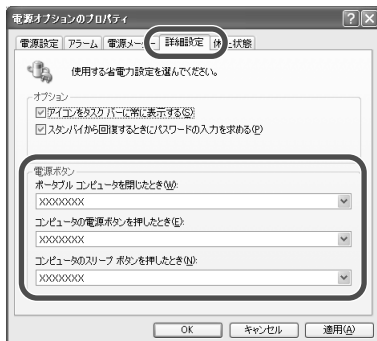 電源オプションのプロパティ
電源設定 アラーム 電源メーター 詳細設定 休止状態
使用する省電力設定を選んでください。
オプション
アイコンをタスク バーに常に表示する(S)
スタンバイから回復するときにパスワードの入力を求める(P)
電源ボタン
ポータブル コンピュータを閉じたとき(W):
XXXXXXX
コンピュータの電源ボタンを押したとき(E):
XXXXXXX
コンピュータのスリープ ボタンを押したとき(N):
XXXXXXX
OK キャンセル 適用(A)